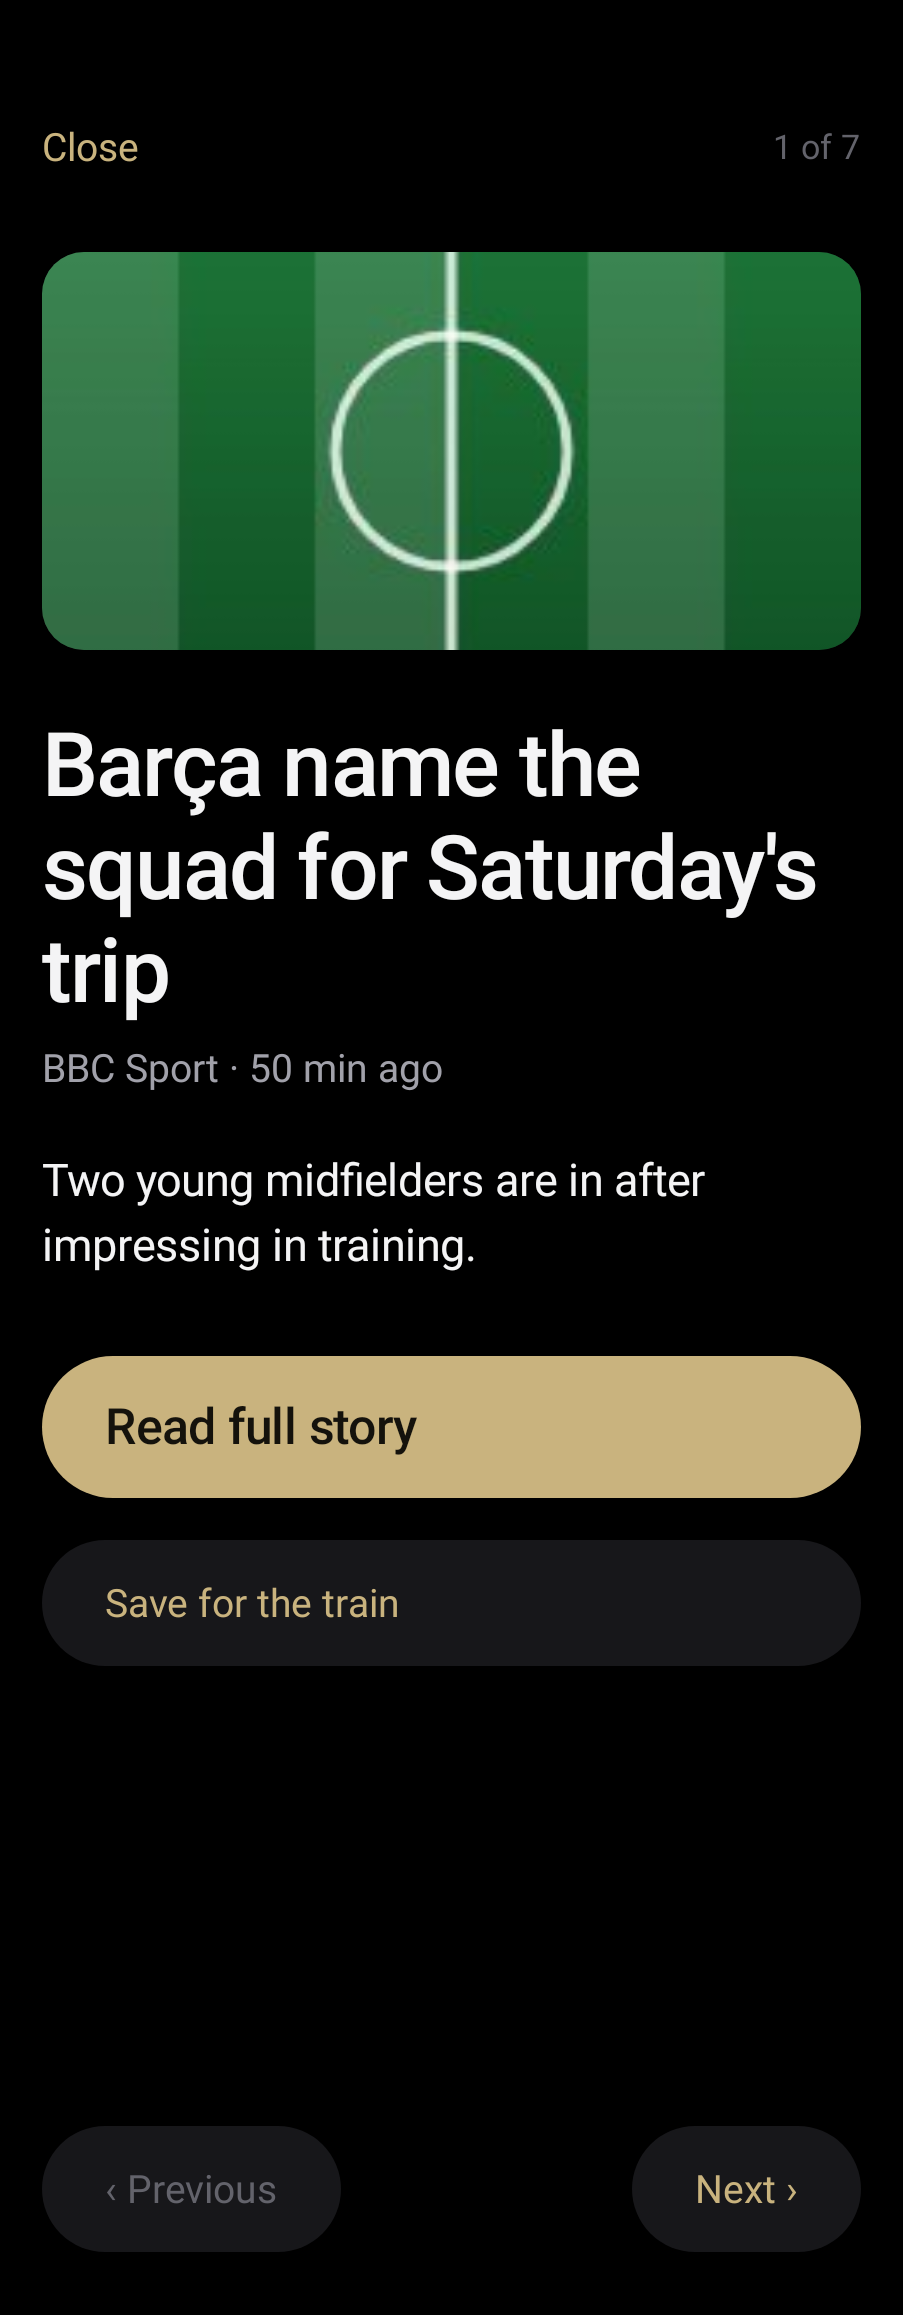 Close
1 of 7
Barça name the
squad for Saturday's
trip
BBC Sport · 50 min ago
Two young midfielders are in after
impressing in training.
Read full story
Save for the train
‹ Previous
Next ›